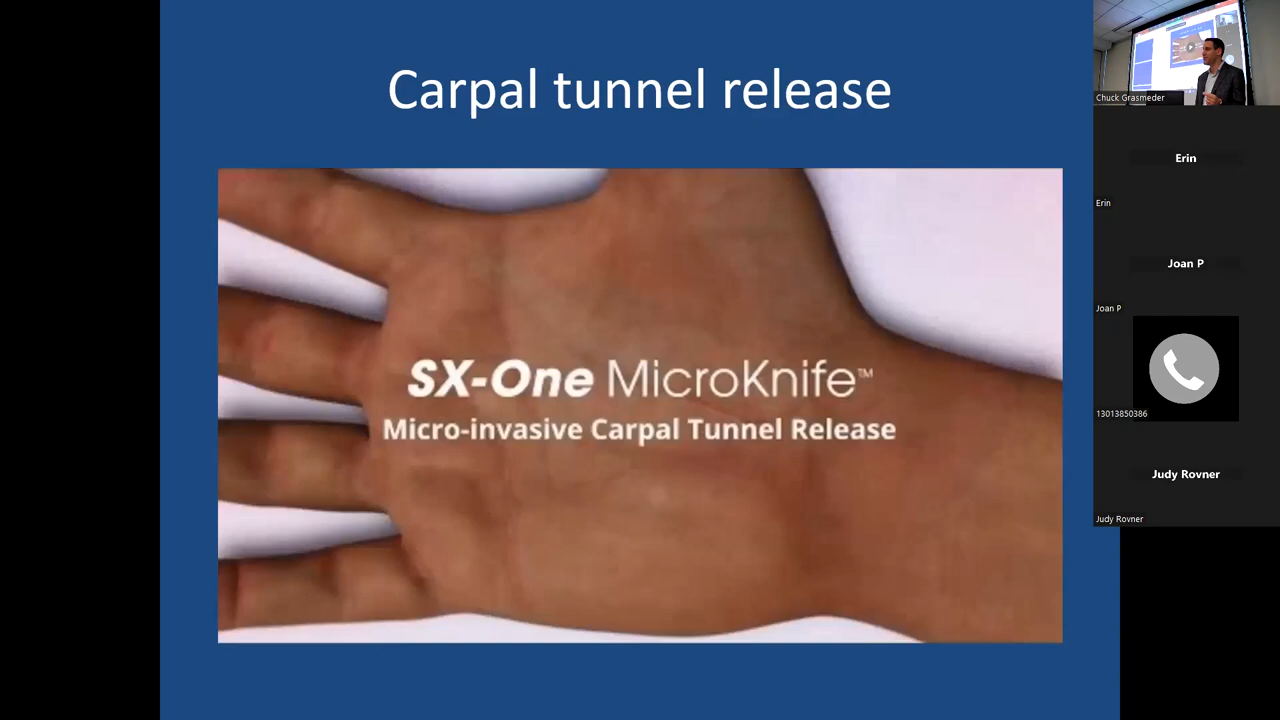 Carpal tunnel release
SX-One MicroKnife™
Micro-invasive Carpal Tunnel Release
Chuck Grasmeder
Erin
Erin
Joan P
Joan P
13013850386
Judy Rovner
Judy Rovner